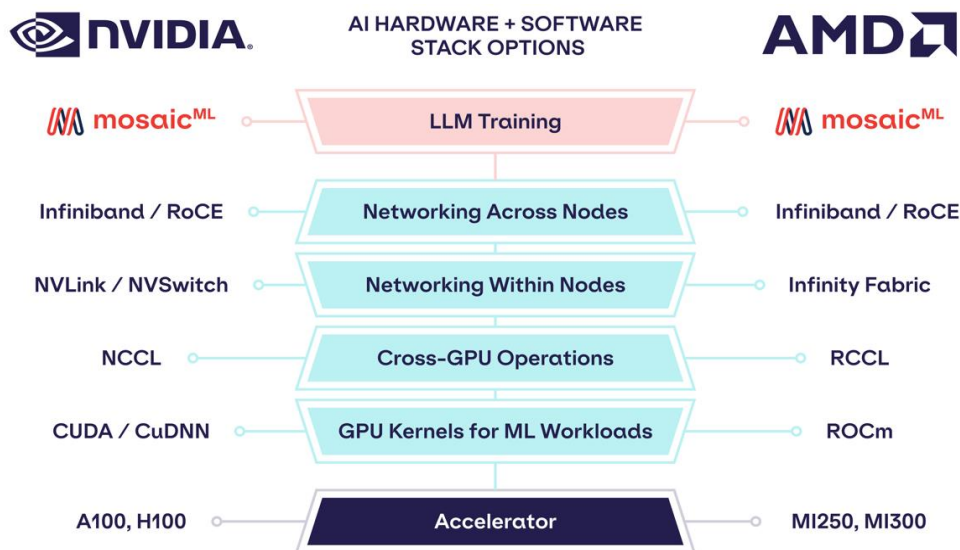 NVIDIA.
AI HARDWARE + SOFTWARE
STACK OPTIONS
AMD
mosaicML
LLM Training
mosaicML
Infiniband / RoCE
Networking Across Nodes
Infiniband / RoCE
NVLink / NVSwitch
Networking Within Nodes
Infinity Fabric
NCCL
Cross-GPU Operations
RCCL
CUDA / CuDNN
GPU Kernels for ML Workloads
ROCm
A100, H100
Accelerator
MI250, MI300